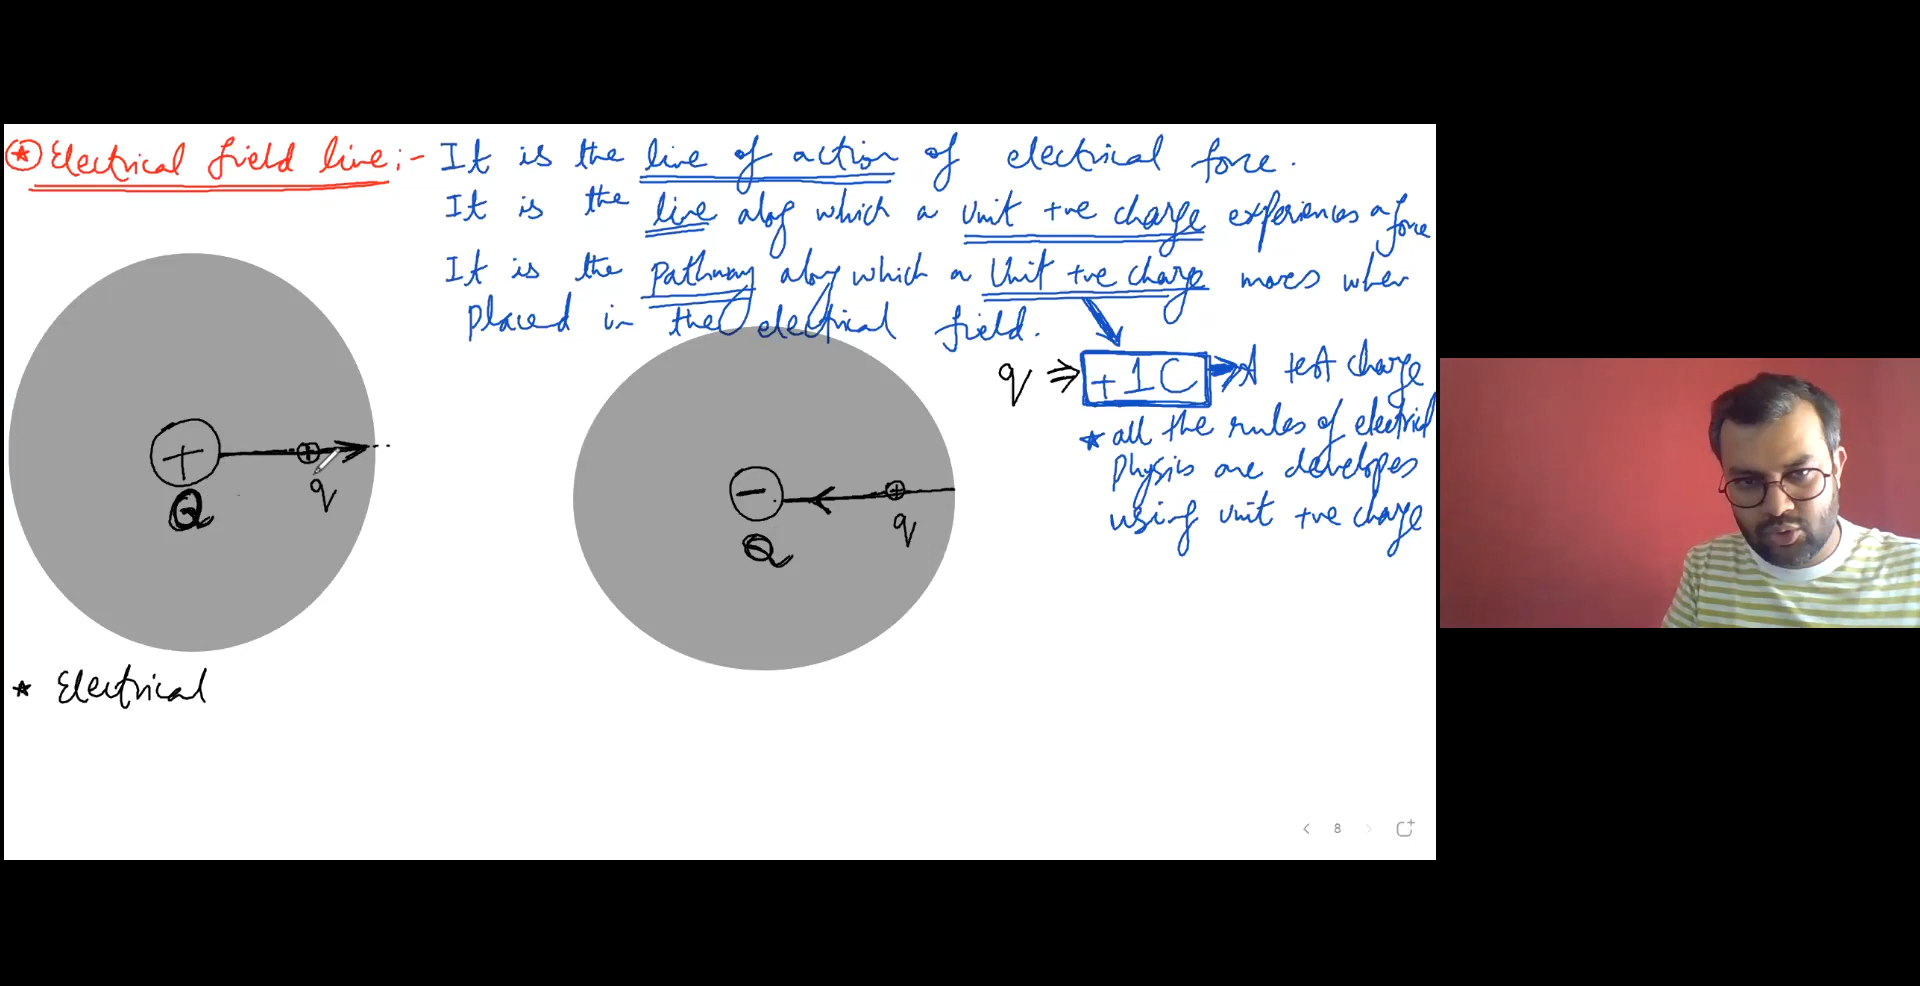 ★ Electrical field line :- It is the line of action of electrical force.
It is the line along which a unit +ve charge experiences a force
It is the pathway along which a Unit +ve charge moves when
placed in the electrical field.
q ⇒ +1C → A test charge
★ all the rules of electrical
physics are developes
using unit +ve charge
+ + q
Q
- + q
Q
★ Electrical
< 8 >